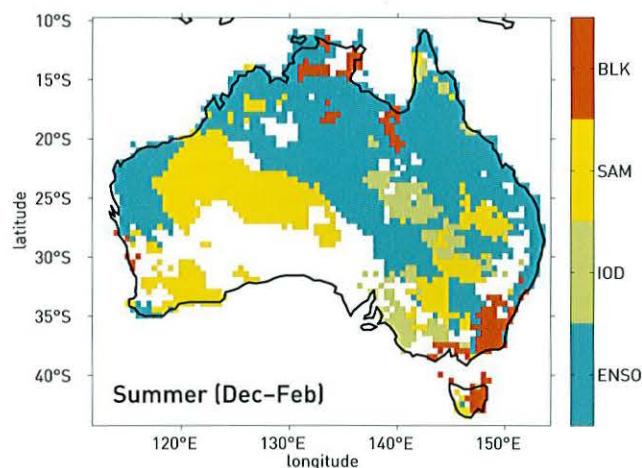 10°S
15°S
20°S
25°S
30°S
35°S
40°S
latitude
Summer (Dec–Feb)
120°E 130°E 140°E 150°E
longitude
BLK
SAM
IOD
ENSO